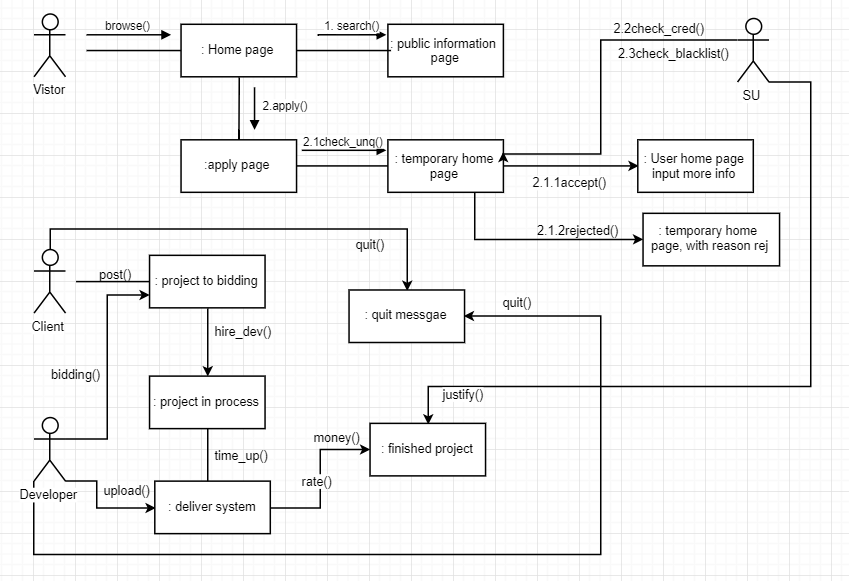 browse()
1. search()
2.2check_cred()
: Home page
: public information
page
2.3check_blacklist()
Vistor
SU
2.apply()
2.1check_unq()
:apply page
: temporary home
page
: User home page
input more info
2.1.1accept()
2.1.2rejected()
: temporary home
page, with reason rej
quit()
post()
: project to bidding
Client
: quit messgae
quit()
hire_dev()
bidding()
: project in process
justify()
money()
: finished project
time_up()
rate()
Developer
upload()
: deliver system